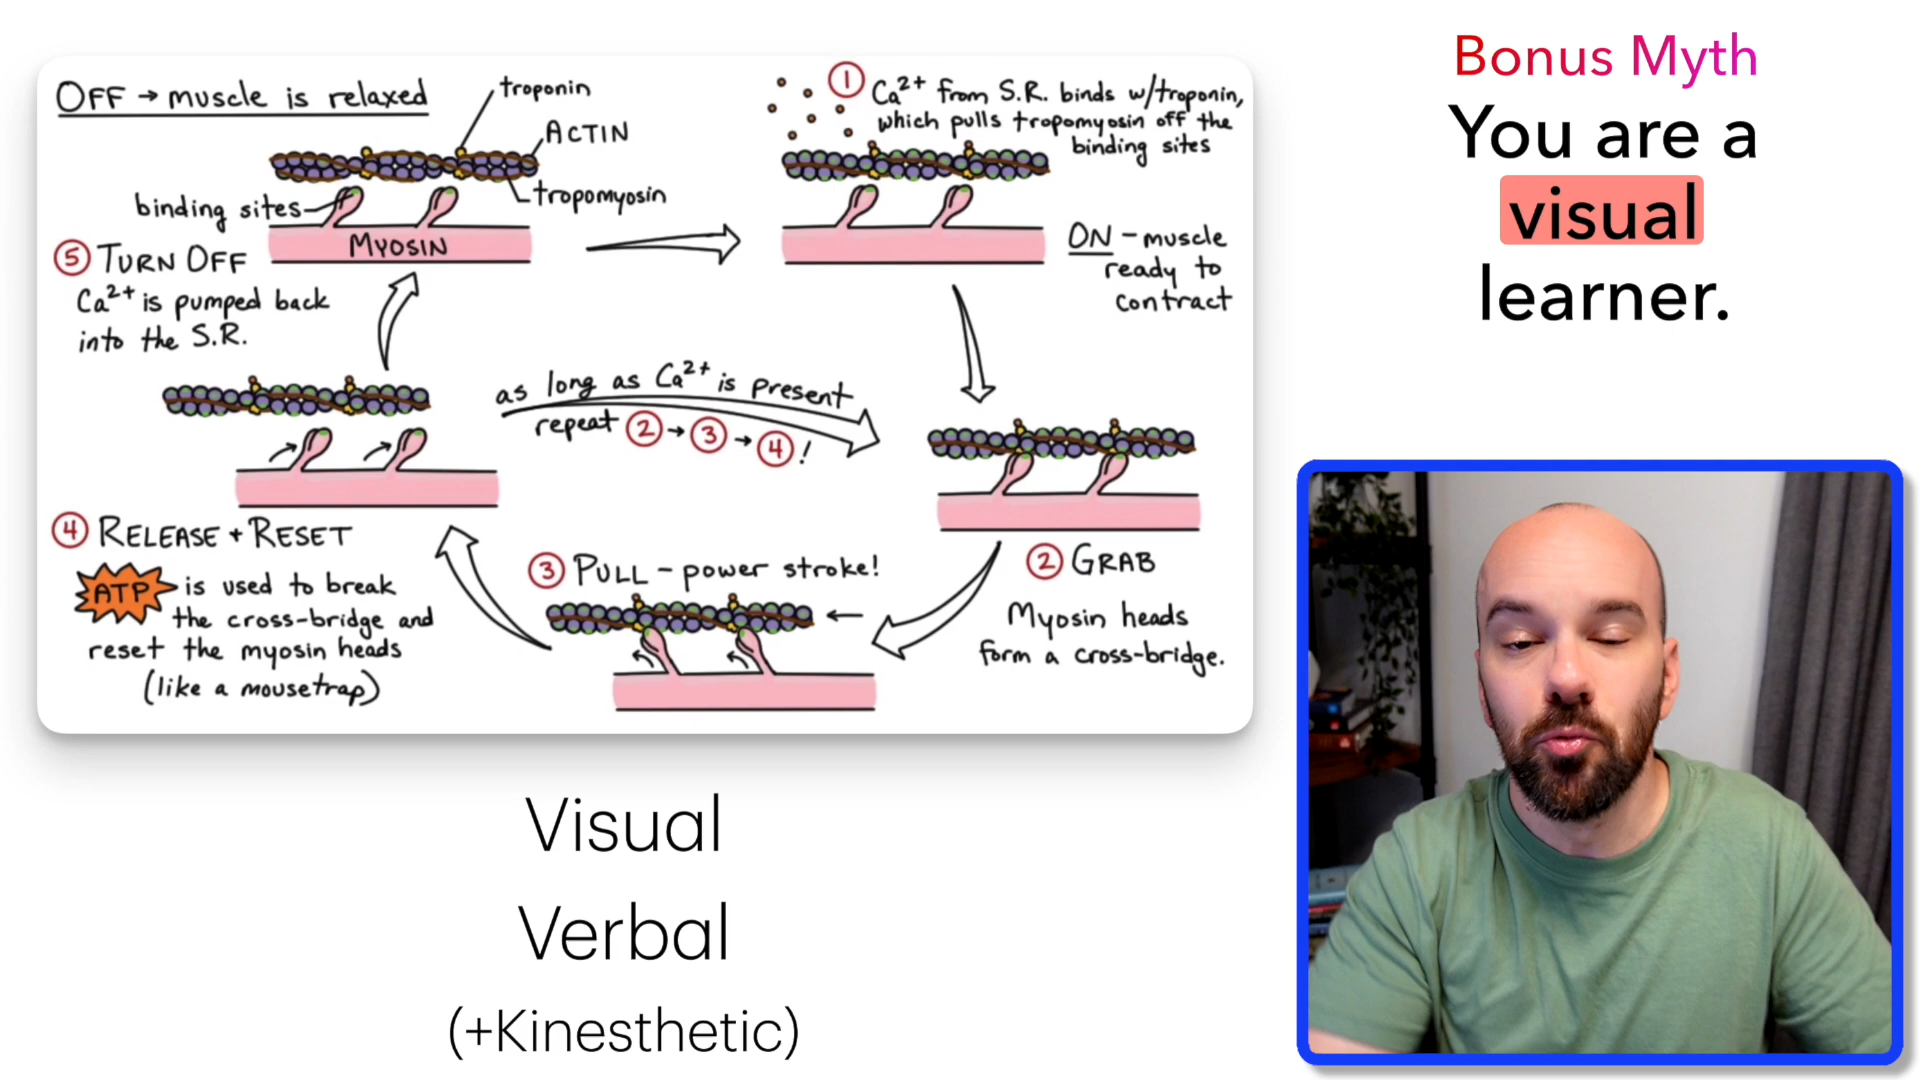 OFF → muscle is relaxed
troponin
ACTIN
tropomyosin
binding sites
MYOSIN
① Ca²⁺ from S.R. binds w/troponin,
which pulls tropomyosin off the
binding sites
ON - muscle
ready to
contract
② GRAB
Myosin heads
form a cross-bridge.
③ PULL - power stroke!
④ RELEASE + RESET
ATP is used to break
the cross-bridge and
reset the myosin heads
(like a mousetrap)
⑤ TURN OFF
Ca²⁺ is pumped back
into the S.R.
as long as Ca²⁺ is present
repeat ② → ③ → ④ !
Visual
Verbal
(+Kinesthetic)
Bonus Myth
You are a
visual
learner.